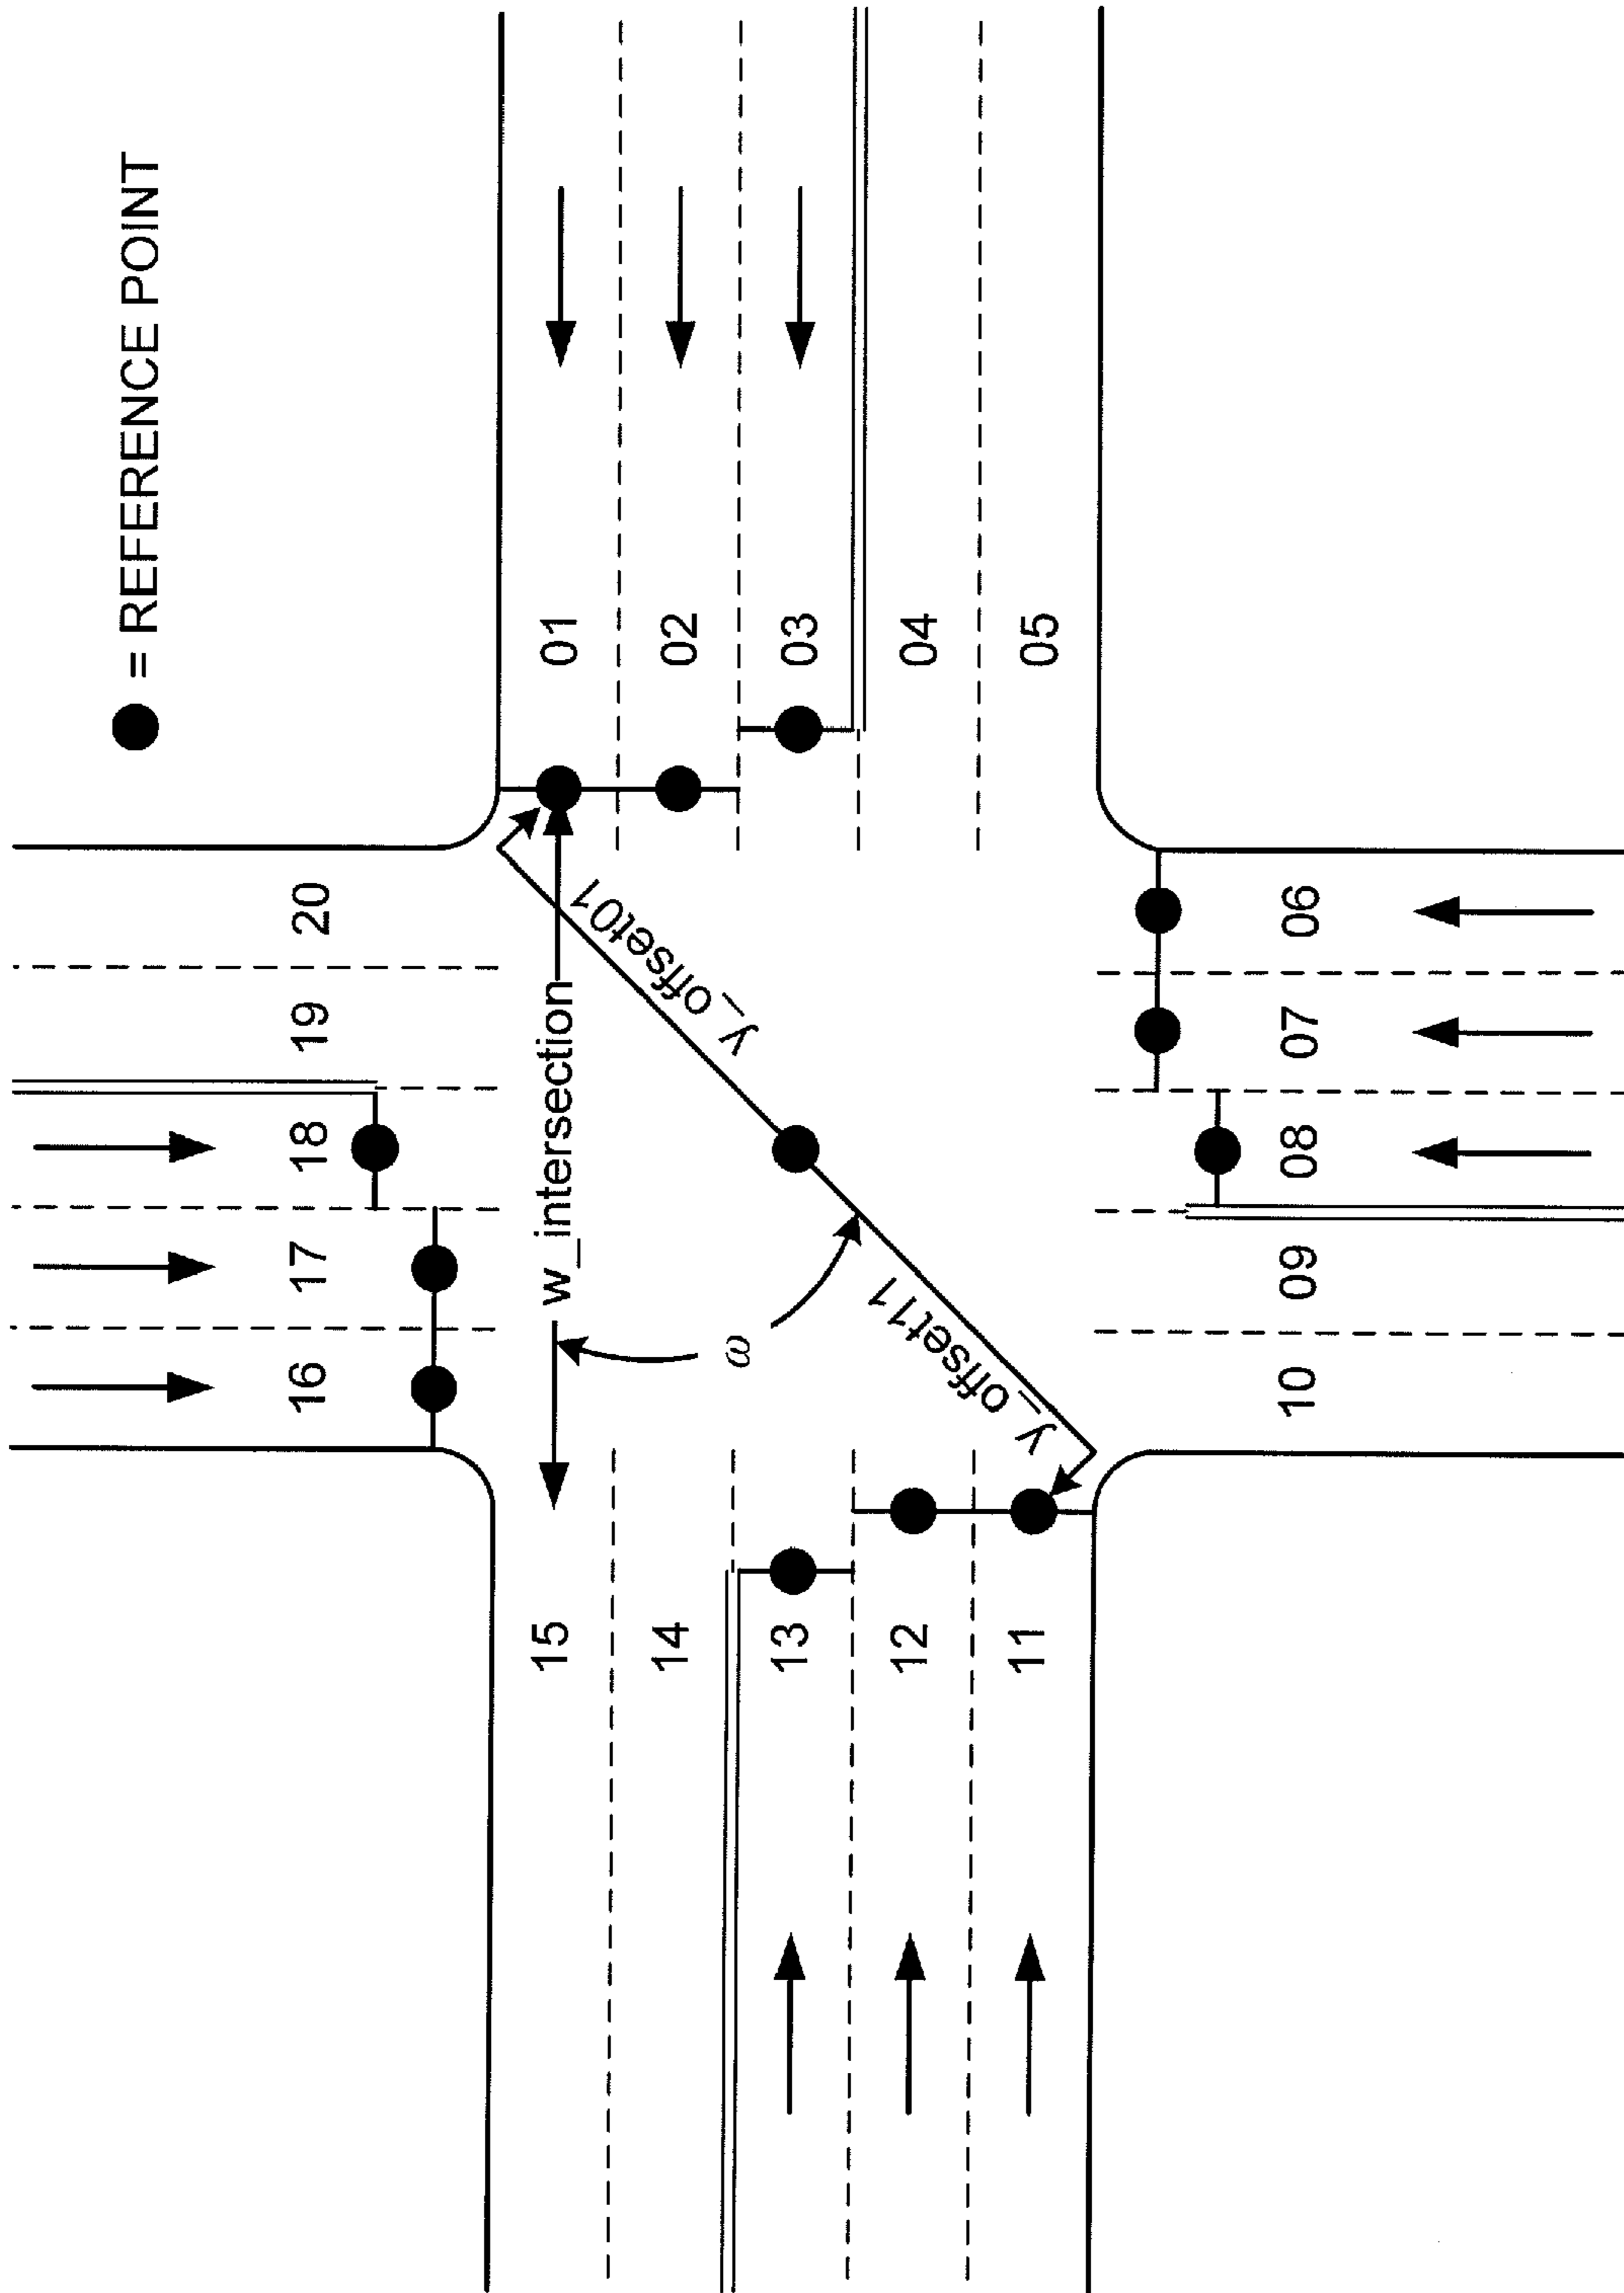 = REFERENCE POINT
16 17 18 19 20
15 w_intersection 01
14 y_offset01 02
ω
13 03
12 y_offset11 04
11 05
10 09 08 07 06